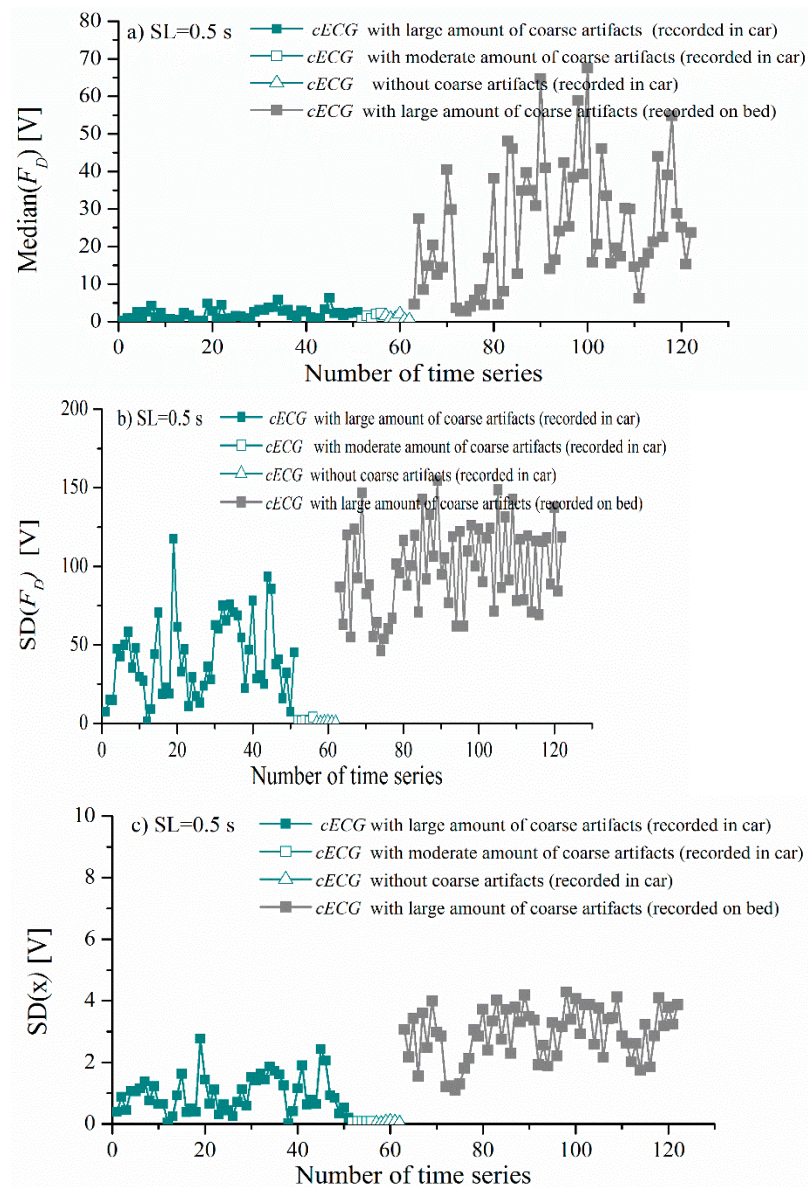 a) SL=0.5 s
cECG with large amount of coarse artifacts (recorded in car)
cECG with moderate amount of coarse artifacts (recorded in car)
cECG without coarse artifacts (recorded in car)
cECG with large amount of coarse artifacts (recorded on bed)
Median(F_D) [V]
80
70
60
50
40
30
20
10
0
0 20 40 60 80 100 120
Number of time series
b) SL=0.5 s
cECG with large amount of coarse artifacts (recorded in car)
cECG with moderate amount of coarse artifacts (recorded in car)
cECG without coarse artifacts (recorded in car)
cECG with large amount of coarse artifacts (recorded on bed)
SD(F_D) [V]
200
150
100
50
0
0 20 40 60 80 100 120
Number of time series
c) SL=0.5 s
cECG with large amount of coarse artifacts (recorded in car)
cECG with moderate amount of coarse artifacts (recorded in car)
cECG without coarse artifacts (recorded in car)
cECG with large amount of coarse artifacts (recorded on bed)
SD(x) [V]
10
8
6
4
2
0
0 20 40 60 80 100 120
Number of time series